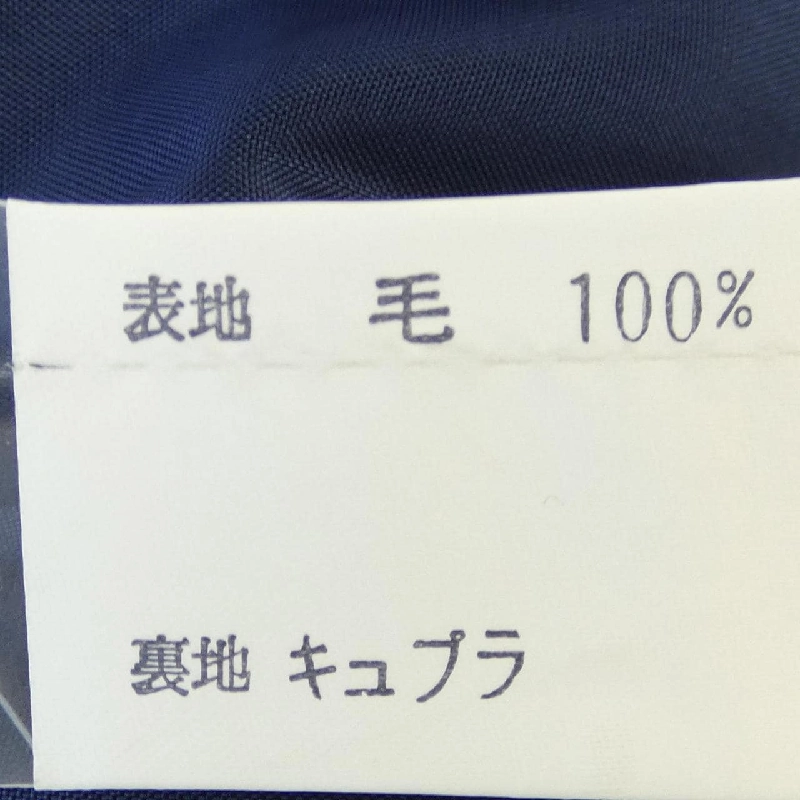 表地 毛 100%
裏地 キュプラ